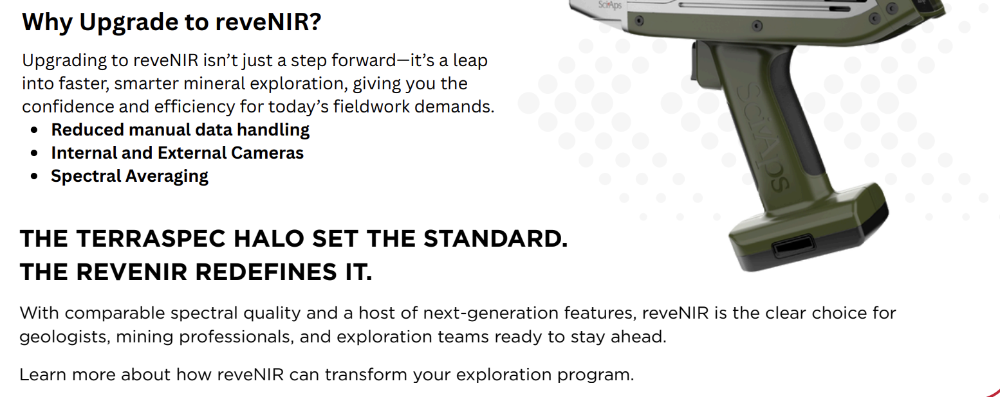 SciAps
Why Upgrade to reveNIR?
Upgrading to reveNIR isn’t just a step forward—it’s a leap
into faster, smarter mineral exploration, giving you the
confidence and efficiency for today’s fieldwork demands.
• Reduced manual data handling
• Internal and External Cameras
• Spectral Averaging
SciAps
THE TERRASPEC HALO SET THE STANDARD.
THE REVENIR REDEFINES IT.
With comparable spectral quality and a host of next-generation features, reveNIR is the clear choice for
geologists, mining professionals, and exploration teams ready to stay ahead.
Learn more about how reveNIR can transform your exploration program.